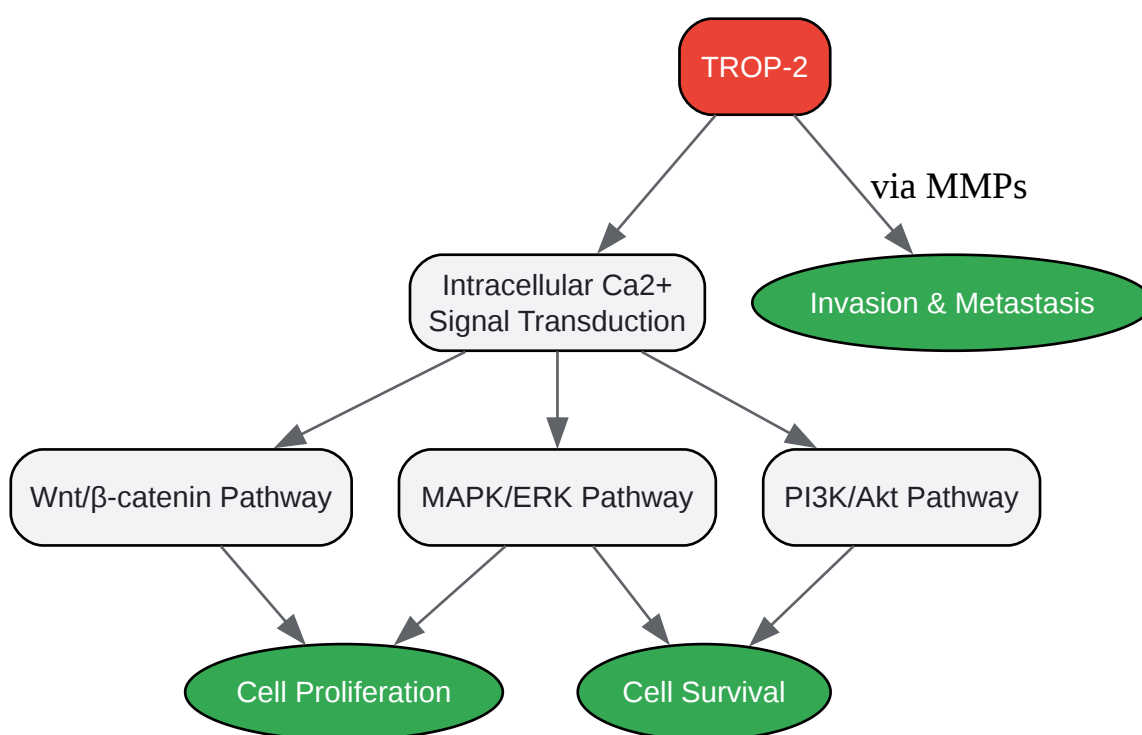 TROP-2
via MMPs
Intracellular Ca2+
Signal Transduction
Invasion & Metastasis
Wnt/β-catenin Pathway
MAPK/ERK Pathway
PI3K/Akt Pathway
Cell Proliferation
Cell Survival